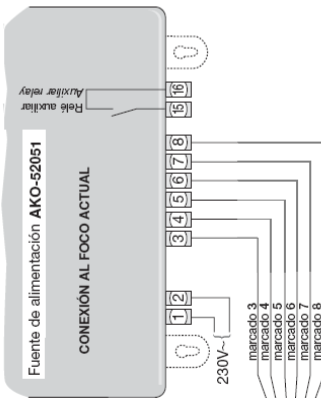 Fuente de alimentación AKO-52051
CONEXIÓN AL FOCO ACTUAL
Relé auxiliar
Auxiliar relay
16
15
8
7
6
5
4
3
2
1
230V~
marcado 3
marcado 4
marcado 5
marcado 6
marcado 7
marcado 8